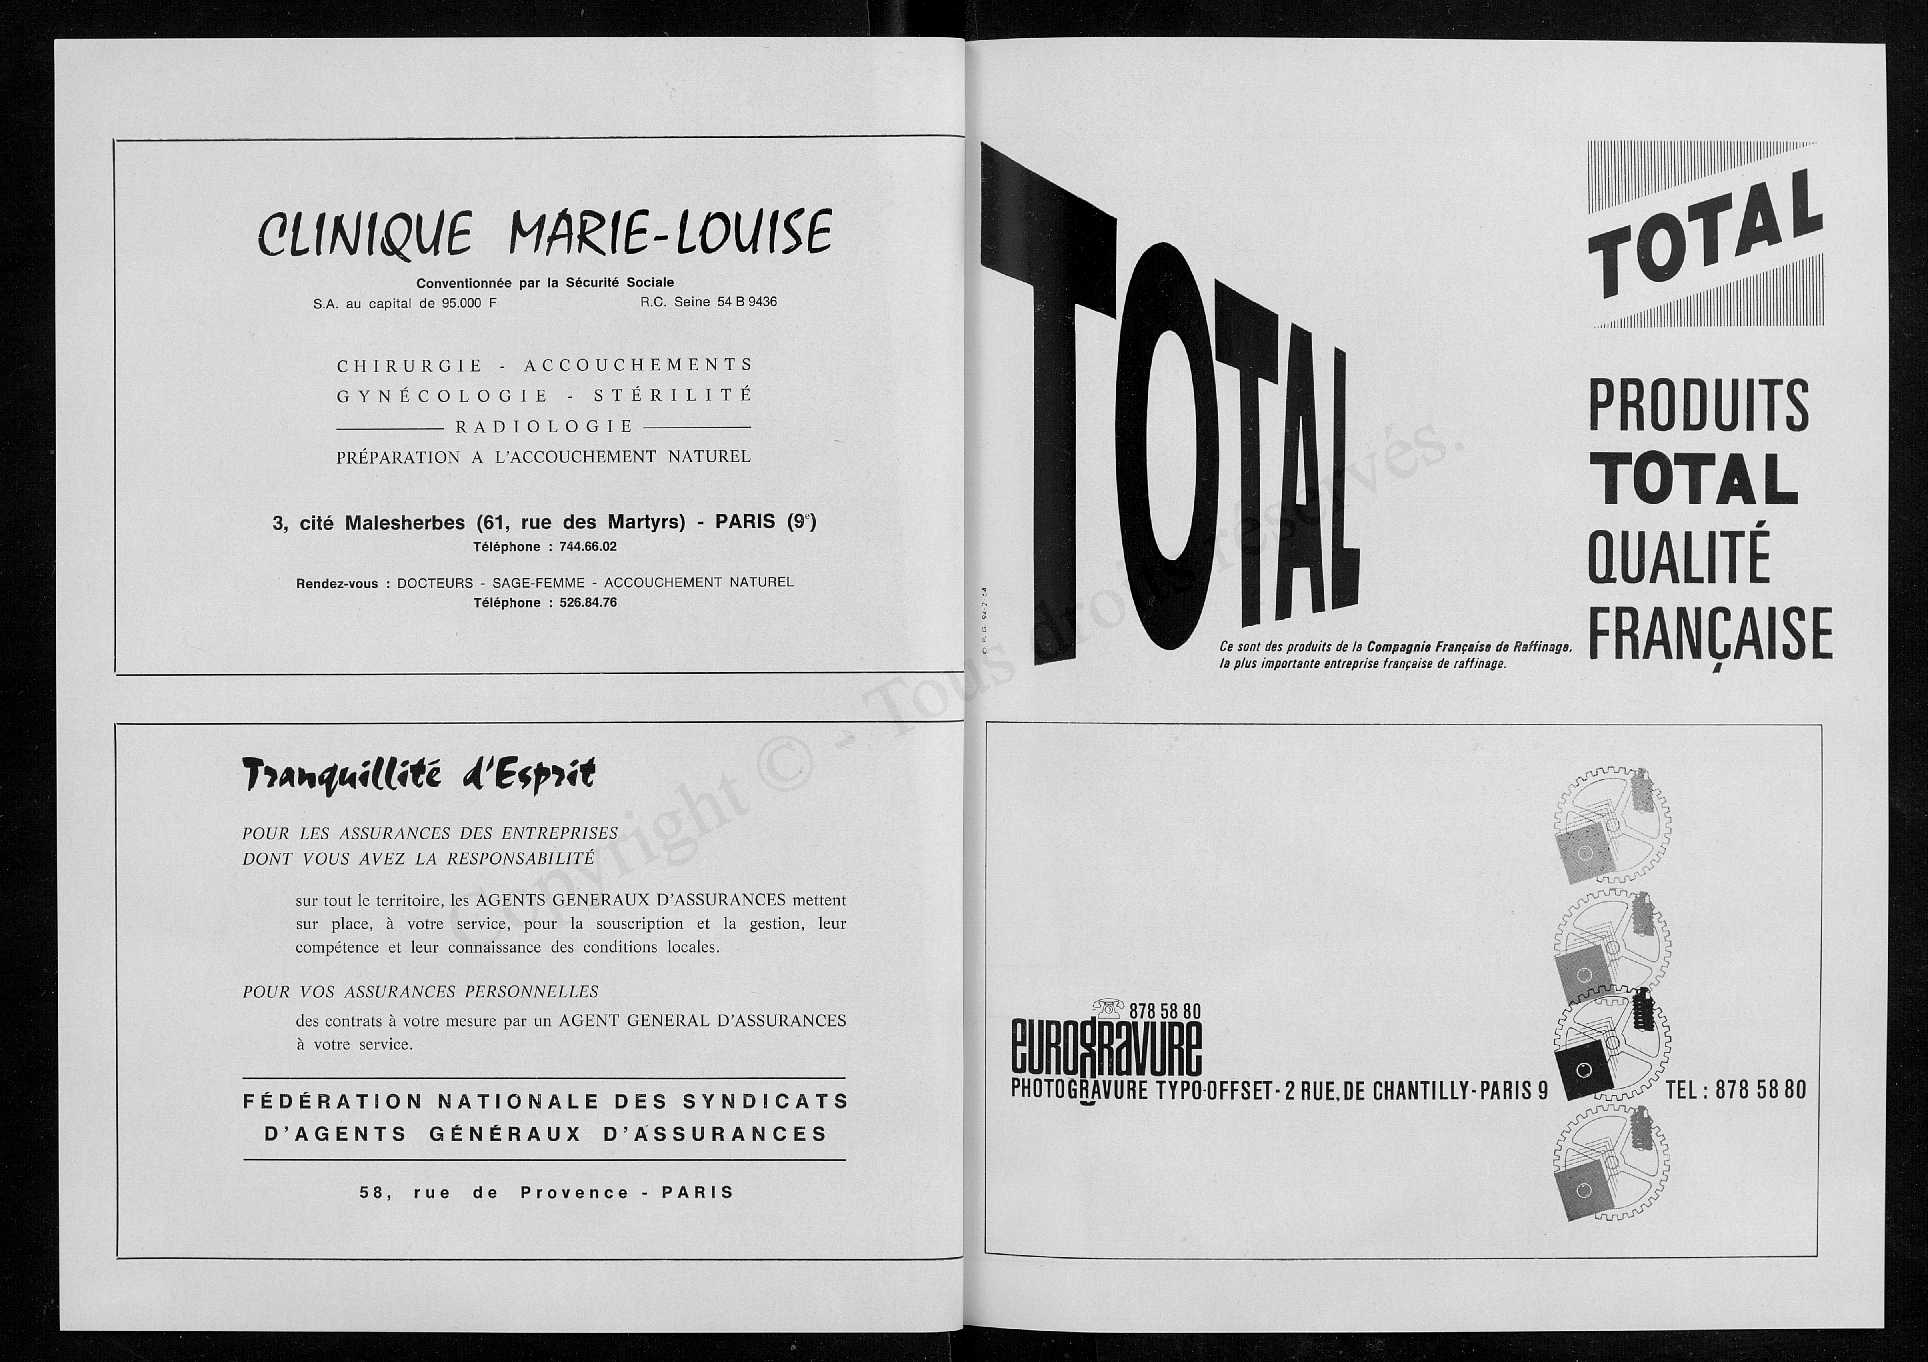 CLINIQUE MARIE-LOUISE
Conventionnée par la Sécurité Sociale
S.A. au capital de 95.000 F R.C. Seine 54 B 9436
CHIRURGIE - ACCOUCHEMENTS
GYNÉCOLOGIE - STÉRILITÉ
RADIOLOGIE
PRÉPARATION A L'ACCOUCHEMENT NATUREL
3, cité Malesherbes (61, rue des Martyrs) - PARIS (9e)
Téléphone : 744.66.02
Rendez-vous : DOCTEURS - SAGE-FEMME - ACCOUCHEMENT NATUREL
Téléphone : 526.84.76
Tranquillité d'Esprit
POUR LES ASSURANCES DES ENTREPRISES
DONT VOUS AVEZ LA RESPONSABILITÉ
sur tout le territoire, les AGENTS GENERAUX D'ASSURANCES mettent
sur place, à votre service, pour la souscription et la gestion, leur
compétence et leur connaissance des conditions locales.
POUR VOS ASSURANCES PERSONNELLES
des contrats à votre mesure par un AGENT GENERAL D'ASSURANCES
à votre service.
FÉDÉRATION NATIONALE DES SYNDICATS
D'AGENTS GÉNÉRAUX D'ASSURANCES
58, rue de Provence - PARIS
TOTAL
TOTAL
PRODUITS
TOTAL
QUALITÉ
FRANÇAISE
Ce sont des produits de la Compagnie Française de Raffinage,
la plus importante entreprise française de raffinage.
878 58 80
eurogravure
PHOTOGRAVURE TYPO-OFFSET - 2 RUE, DE CHANTILLY - PARIS 9 TEL : 878 58 80
Copyright © - Tous droits réservés.